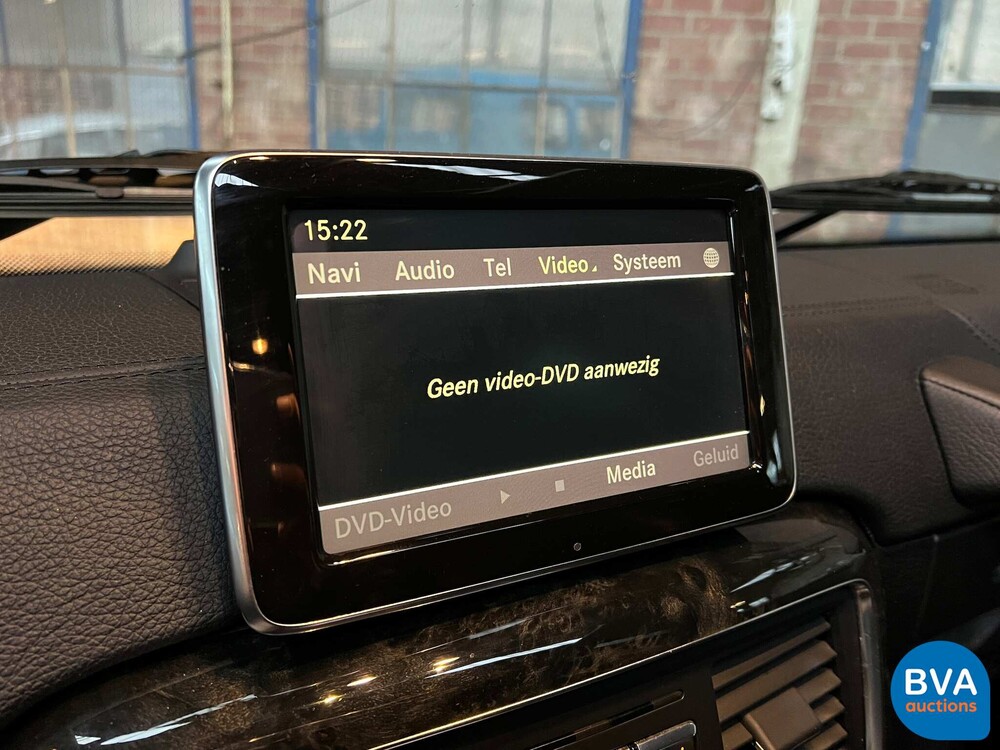 15:22
Navi Audio Tel Video Systeem
Geen video-DVD aanwezig
DVD-Video Media Geluid
BVA
auctions